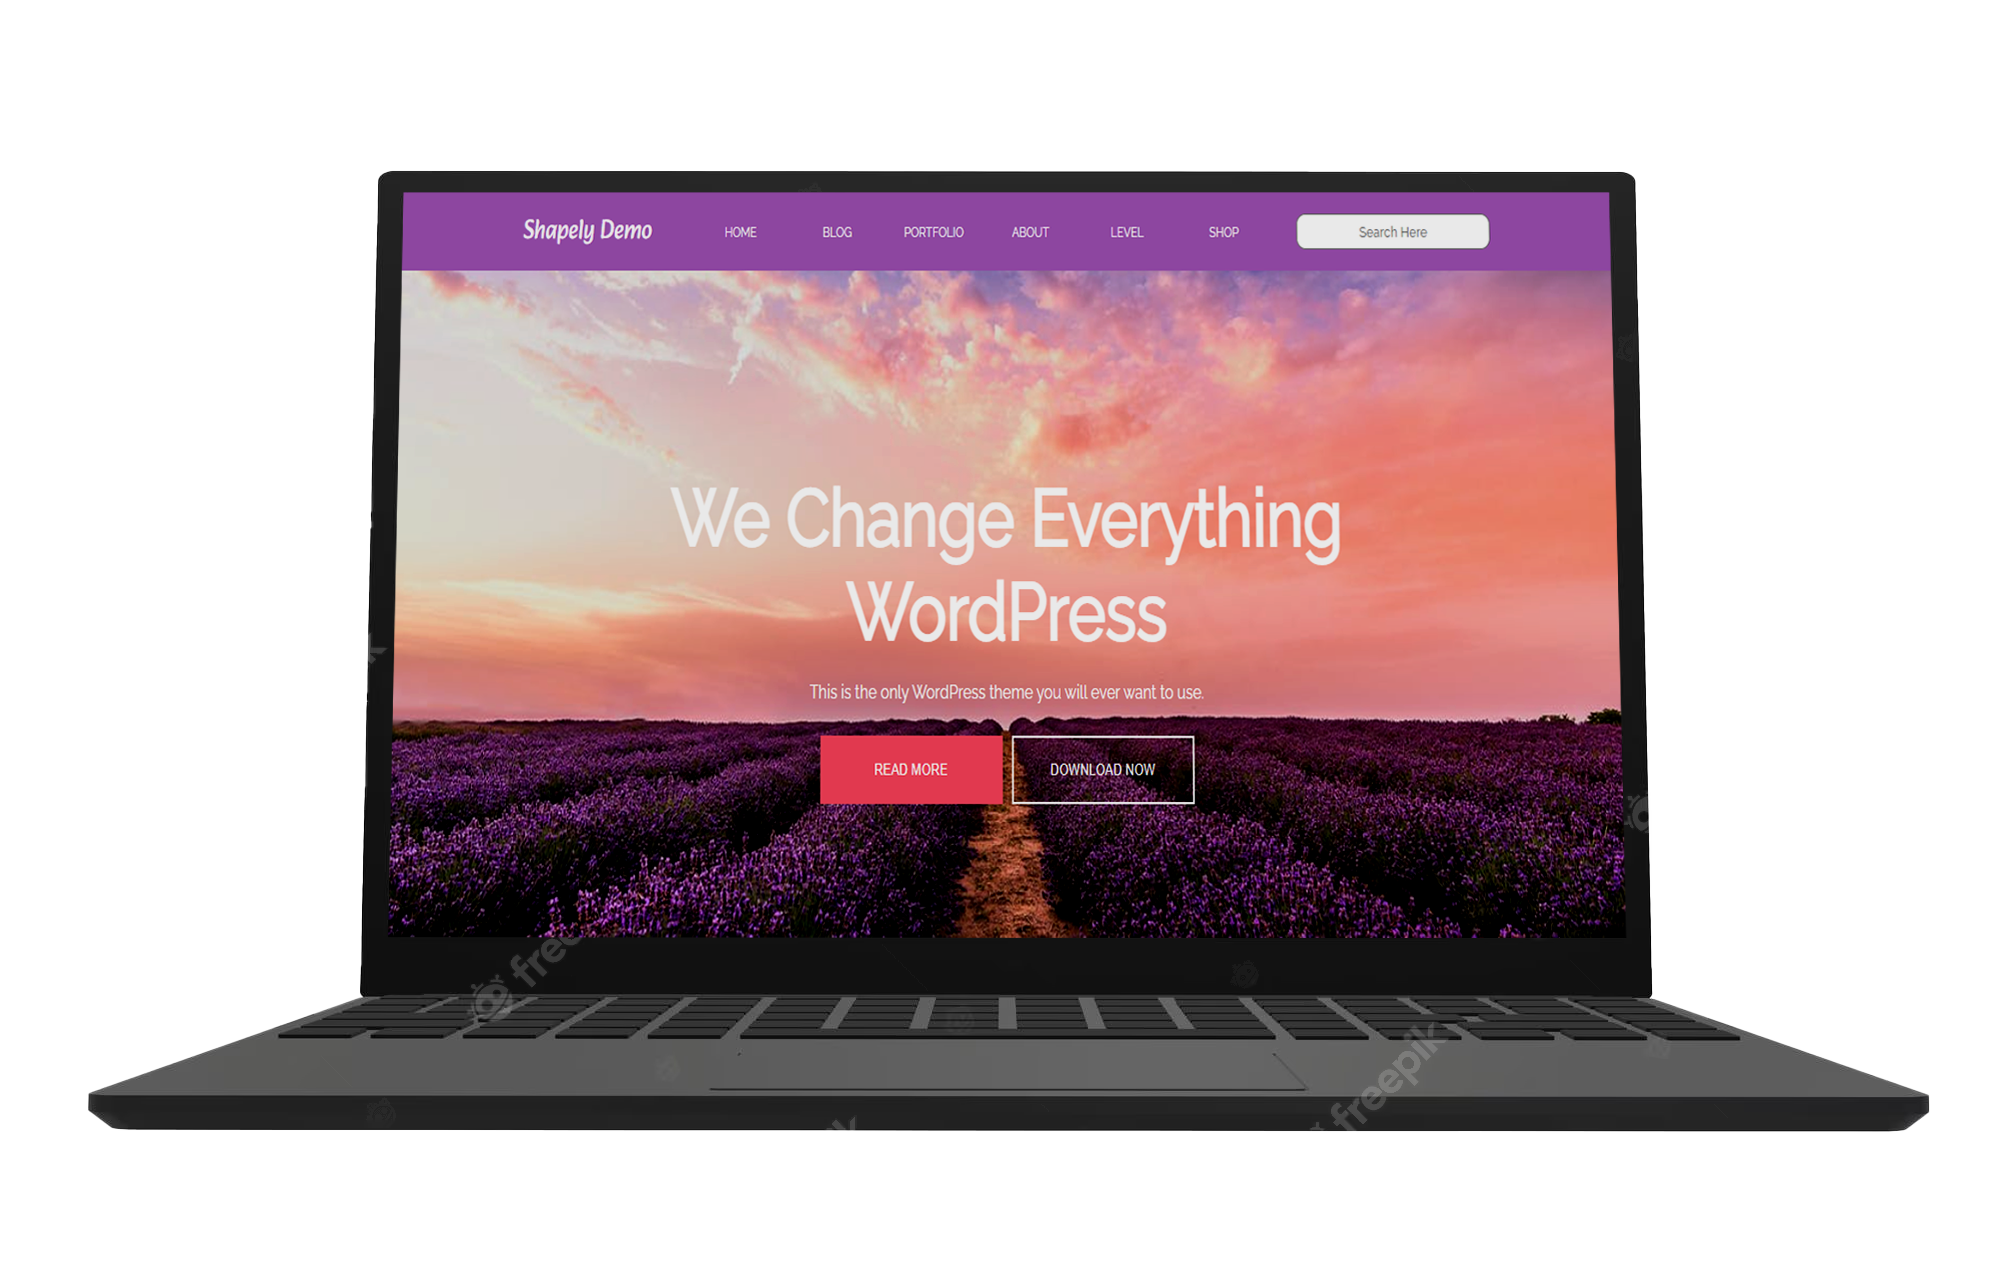 Shapely Demo
HOME BLOG PORTFOLIO ABOUT LEVEL SHOP
Search Here
We Change Everything
WordPress
This is the only WordPress theme you will ever want to use.
READ MORE DOWNLOAD NOW
freepik